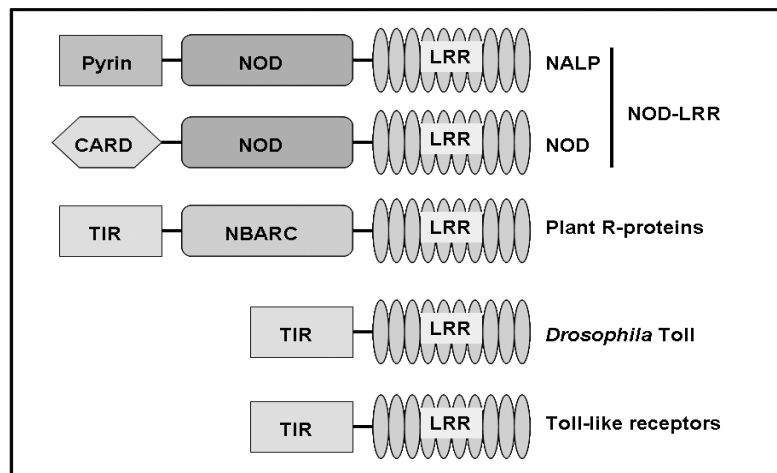 Pyrin NOD LRR NALP
NOD-LRR
CARD NOD LRR NOD
TIR NBARC LRR Plant R-proteins
TIR LRR Drosophila Toll
TIR LRR Toll-like receptors